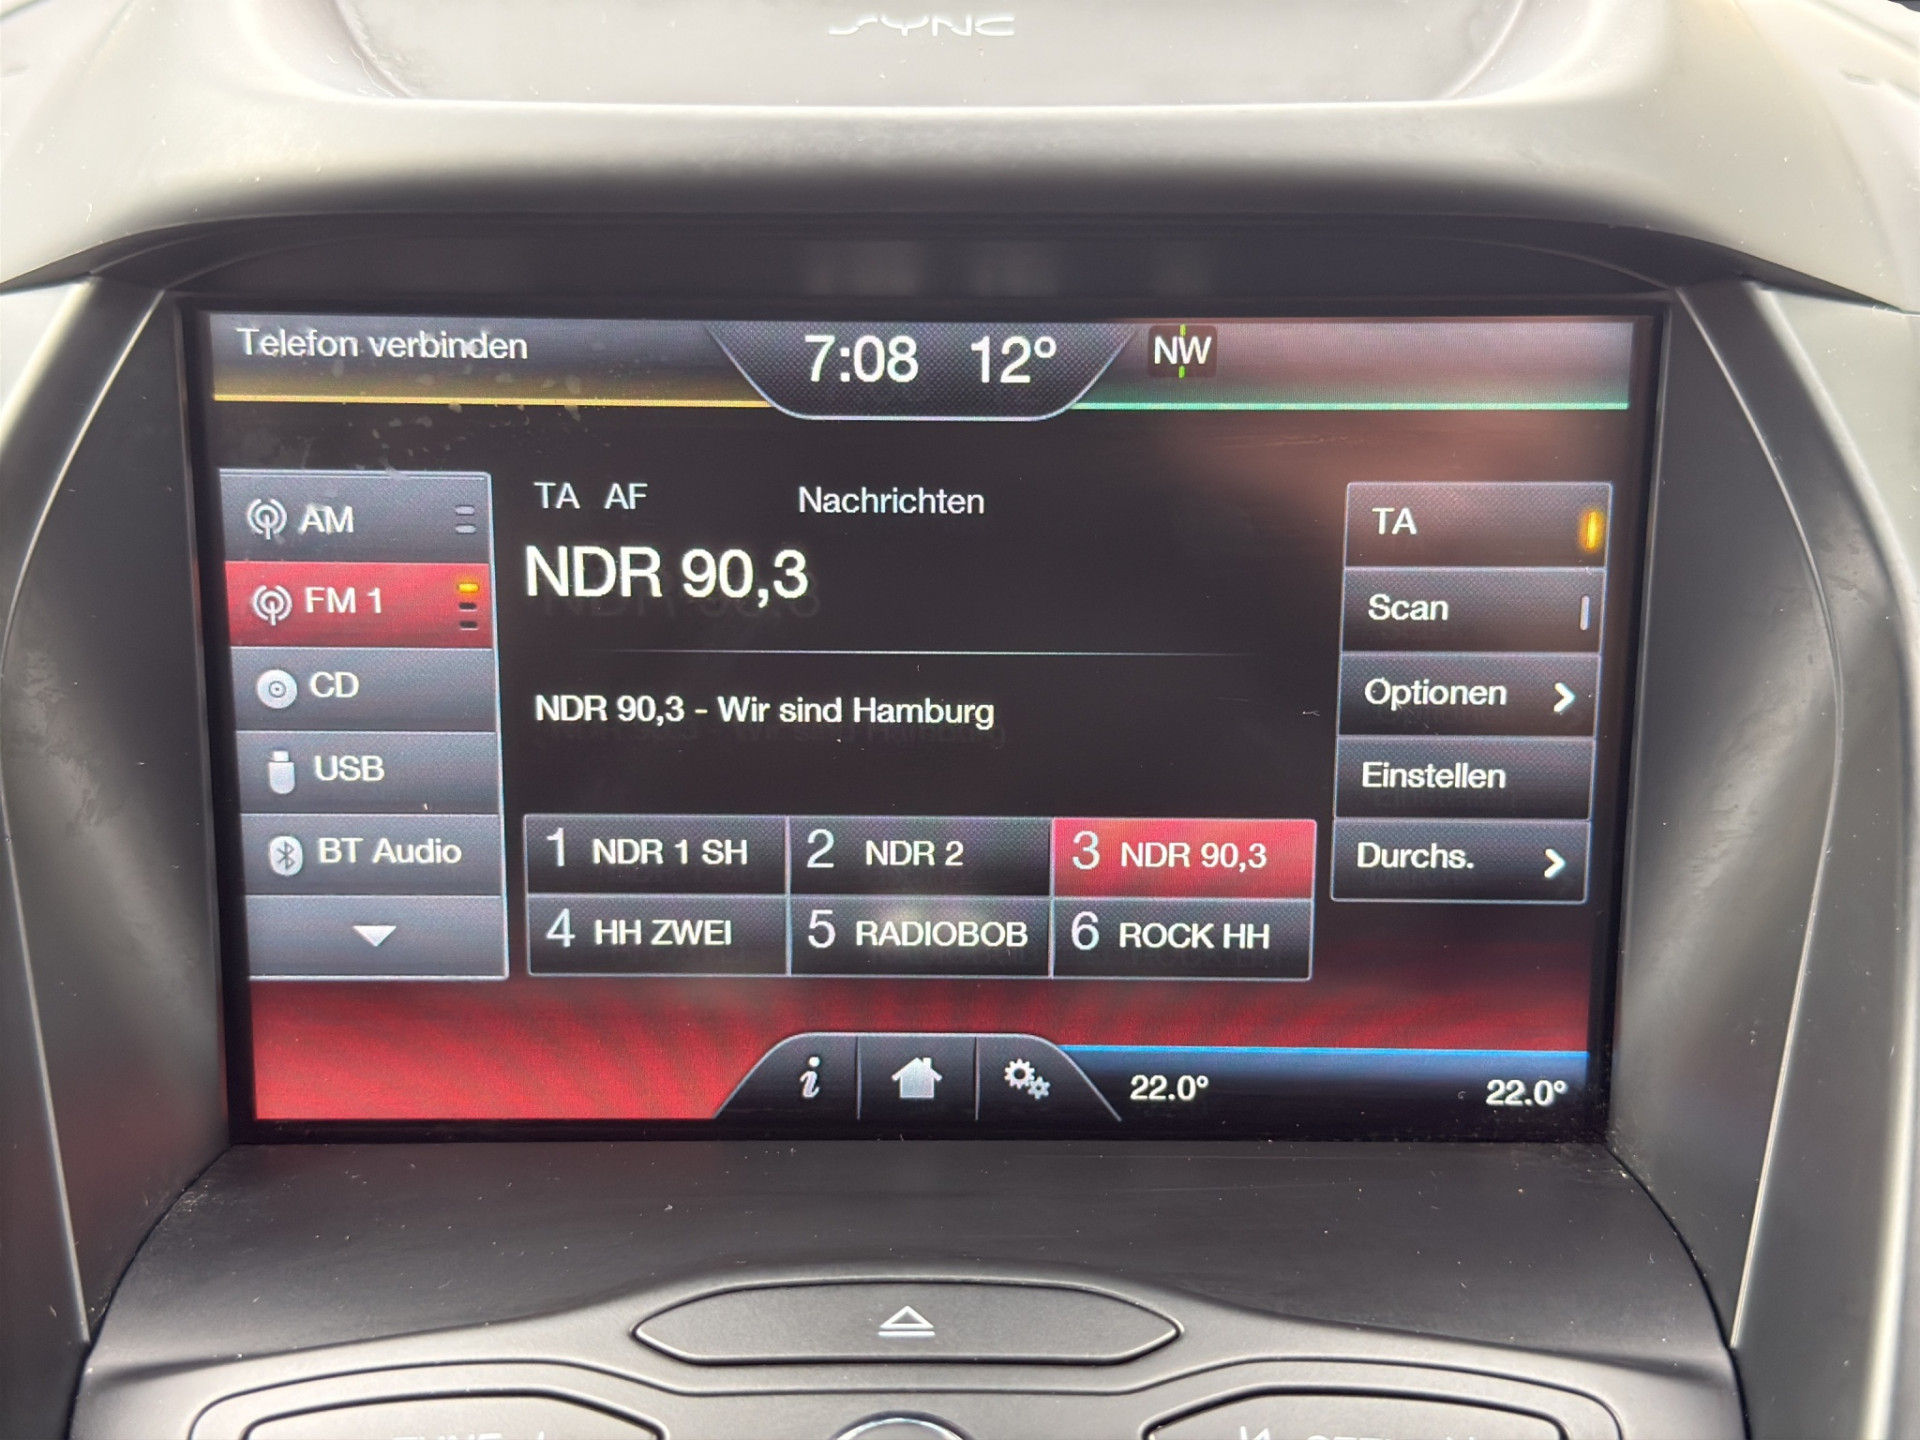 SYNC
Telefon verbinden
7:08 12°
NW
AM
FM 1
CD
USB
BT Audio
TA AF Nachrichten
NDR 90,3
NDR 90,3 - Wir sind Hamburg
1 NDR 1 SH
2 NDR 2
3 NDR 90,3
4 HH ZWEI
5 RADIOBOB
6 ROCK HH
TA
Scan
Optionen
Einstellen
Durchs.
i
22.0°
22.0°